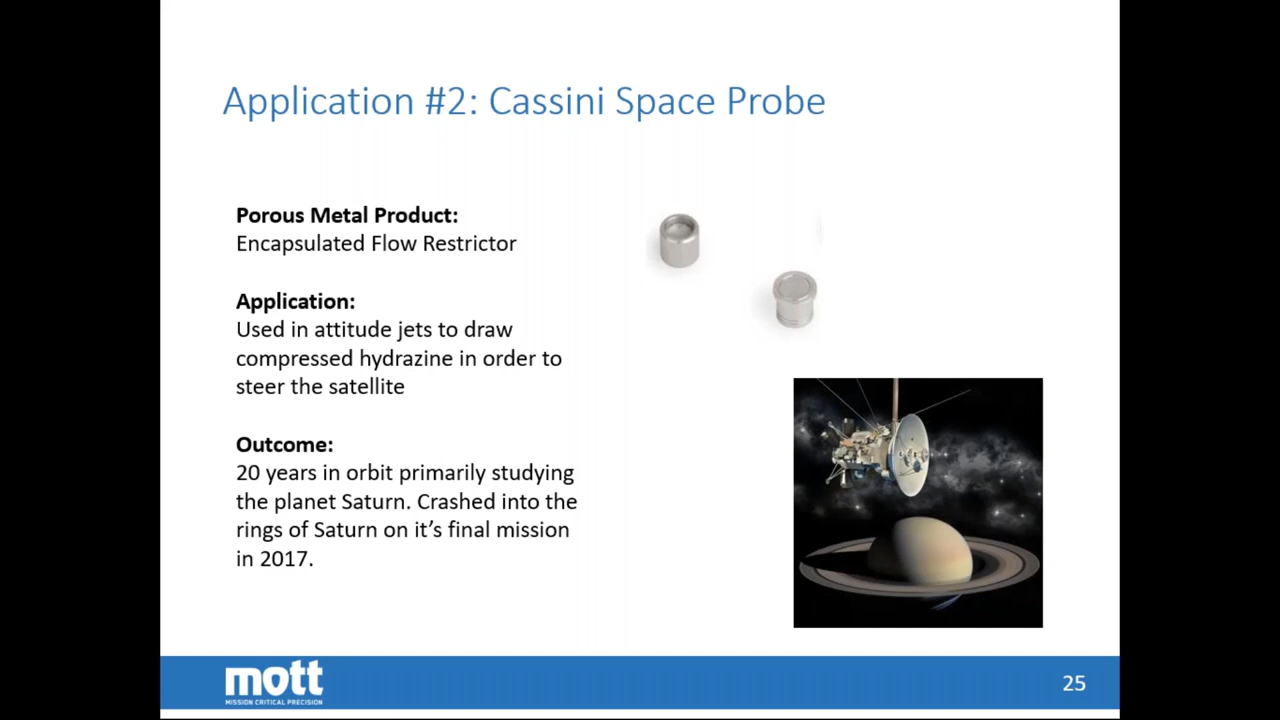 Application #2: Cassini Space Probe
Porous Metal Product:
Encapsulated Flow Restrictor
Application:
Used in attitude jets to draw
compressed hydrazine in order to
steer the satellite
Outcome:
20 years in orbit primarily studying
the planet Saturn. Crashed into the
rings of Saturn on it’s final mission
in 2017.
mott
MISSION CRITICAL PRECISION
25